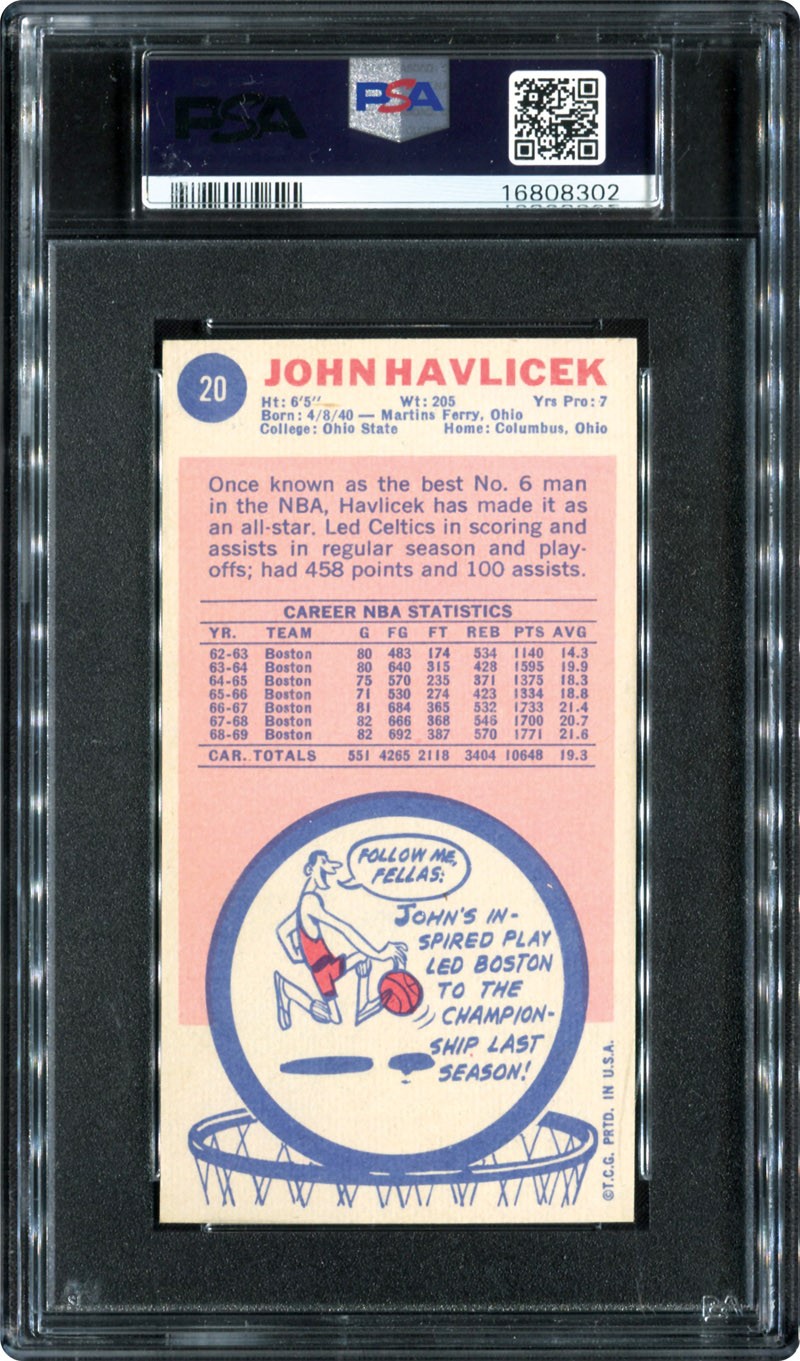 PSA
PSA
16808302
20
JOHN HAVLICEK
Ht: 6'5" Wt: 205 Yrs Pro: 7
Born: 4/8/40 — Martins Ferry, Ohio
College: Ohio State Home: Columbus, Ohio
Once known as the best No. 6 man
in the NBA, Havlicek has made it as
an all-star. Led Celtics in scoring and
assists in regular season and play-
offs; had 458 points and 100 assists.
CAREER NBA STATISTICS
YR. TEAM G FG FT REB PTS AVG
62-63 Boston 80 483 174 534 1140 14.3
63-64 Boston 80 640 315 428 1595 19.9
64-65 Boston 75 570 235 371 1375 18.3
65-66 Boston 71 530 274 423 1334 18.8
66-67 Boston 81 684 365 532 1733 21.4
67-68 Boston 82 666 368 546 1700 20.7
68-69 Boston 82 692 387 570 1771 21.6
CAR. TOTALS 551 4265 2118 3404 10648 19.3
FOLLOW ME,
FELLAS!
JOHN'S IN-
SPIRED PLAY
LED BOSTON
TO THE
CHAMPION-
SHIP LAST
SEASON!
©T.C.G. PRTD. IN U.S.A.